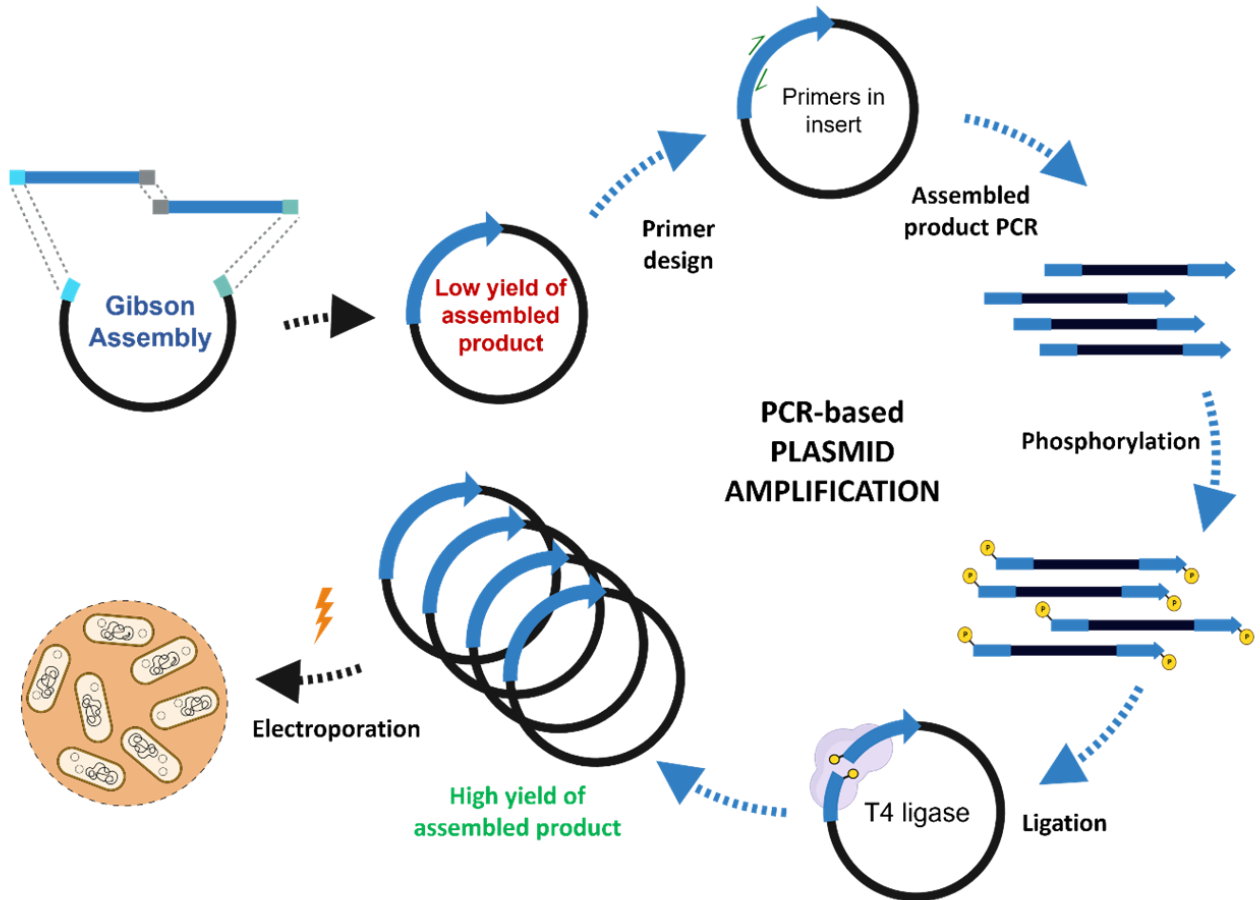 Primers in
insert
Assembled
product PCR
Primer
design
Gibson
Assembly
Low yield of
assembled
product
PCR-based
PLASMID
AMPLIFICATION
Phosphorylation
P
P
P
P
P
P
P
P
Electroporation
High yield of
assembled product
T4 ligase
Ligation